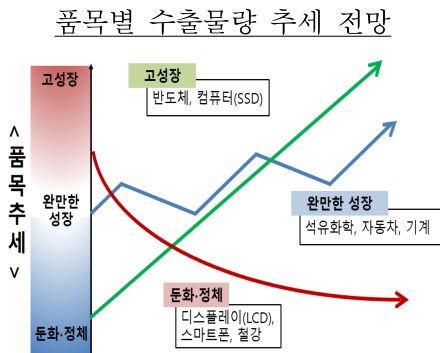 품목별 수출물량 추세 전망
고성장
고성장
반도체, 컴퓨터(SSD)
< 품목추세 >
완만한
성장
완만한 성장
석유화학, 자동차, 기계
둔화·정체
디스플레이(LCD),
스마트폰, 철강
둔화·정체